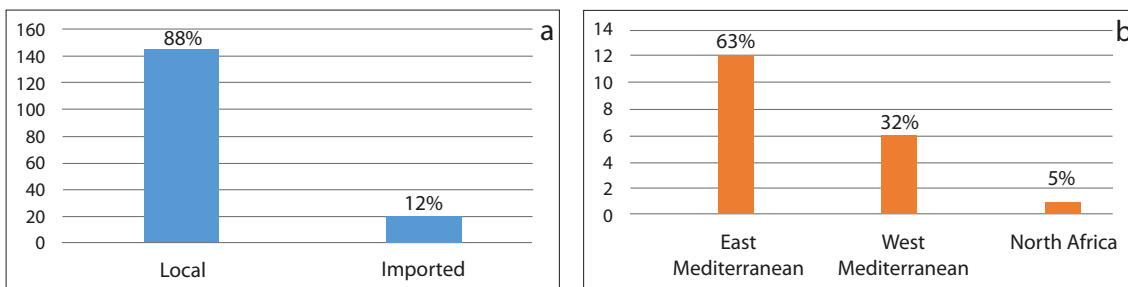 a
160
140
120
100
80
60
40
20
0
88%
12%
Local
Imported
b
14
12
10
8
6
4
2
0
63%
32%
5%
East
Mediterranean
West
Mediterranean
North Africa